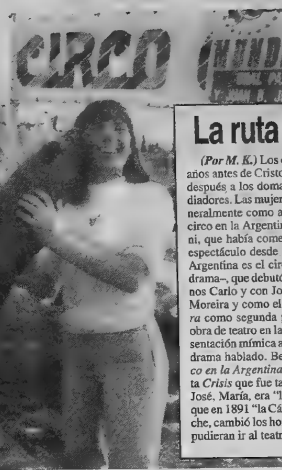 CIRCO
MUNDI
La ruta
(Por M. K.) Los
años antes de Cristo
después a los doma
diadores. Las mujer
neralmente como a
circo en la Argentin
ni, que había come
espectáculo desde
Argentina es el circ
drama–, que debutó
nos Carlo y con Jo
Moreira y como el
ra como segunda
obra de teatro en la
sentación mímica a
drama hablado. Be
co en la Argentina
ta Crisis que fue ta
José, María, era "l
que en 1891 "la Cá
che, cambió los ho
pudieran ir al teatr